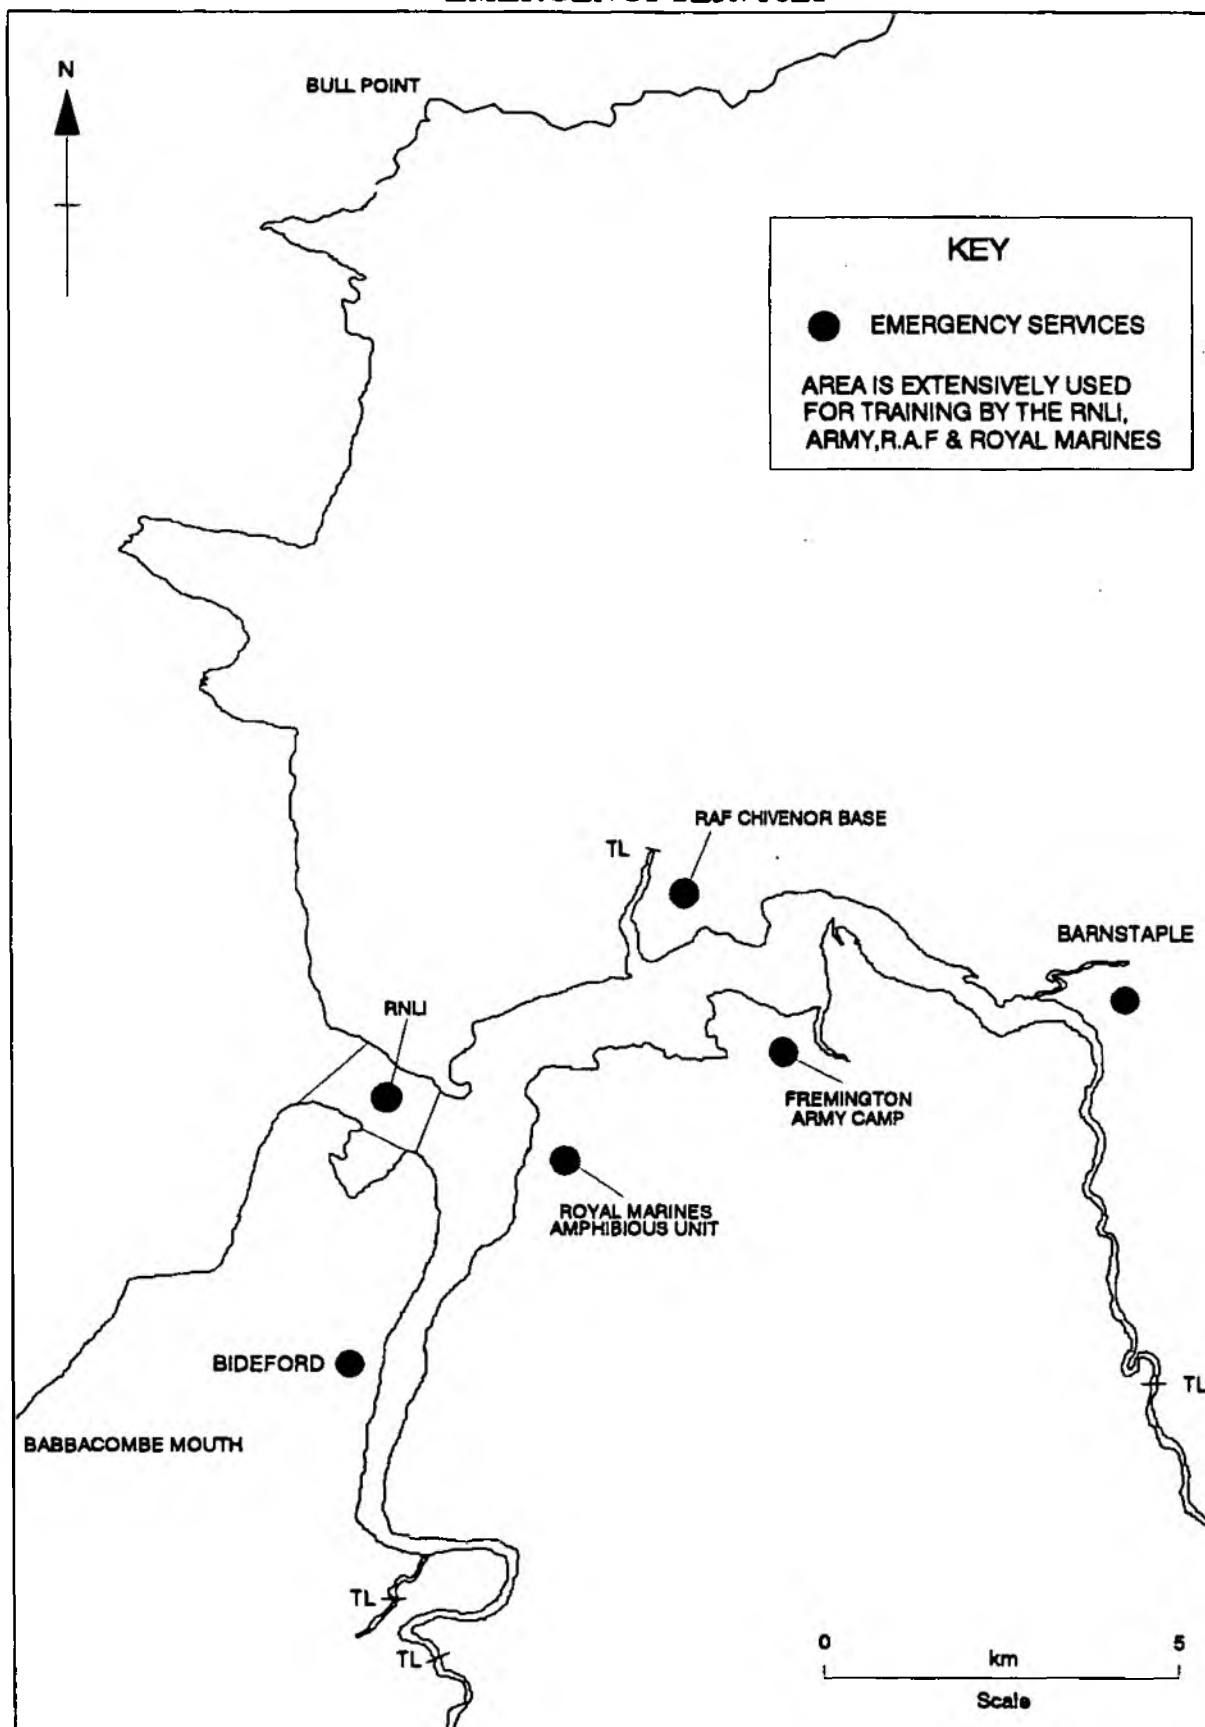 N
BULL POINT
KEY
EMERGENCY SERVICES
AREA IS EXTENSIVELY USED
FOR TRAINING BY THE RNLI,
ARMY,R.A.F & ROYAL MARINES
RAF CHIVENOR BASE
TL
BARNSTAPLE
RNLI
FREMINGTON
ARMY CAMP
ROYAL MARINES
AMPHIBIOUS UNIT
BIDEFORD
TL
BABBACOMBE MOUTH
TL
TL
0 5
km
Scale